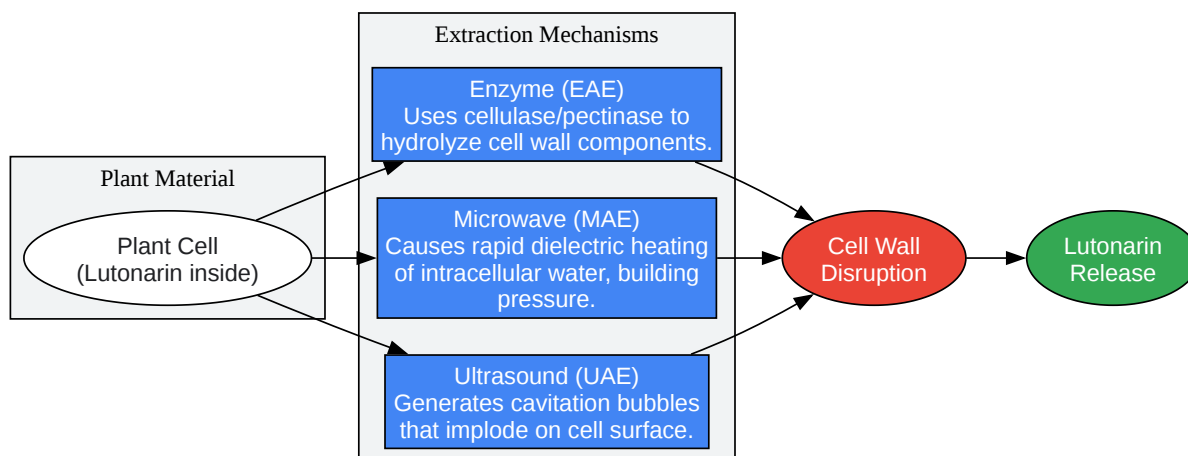 Extraction Mechanisms
Enzyme (EAE)
Uses cellulase/pectinase to
hydrolyze cell wall components.
Plant Material
Plant Cell
(Lutonarin inside)
Microwave (MAE)
Causes rapid dielectric heating
of intracellular water, building
pressure.
Cell Wall
Disruption
Lutonarin
Release
Ultrasound (UAE)
Generates cavitation bubbles
that implode on cell surface.